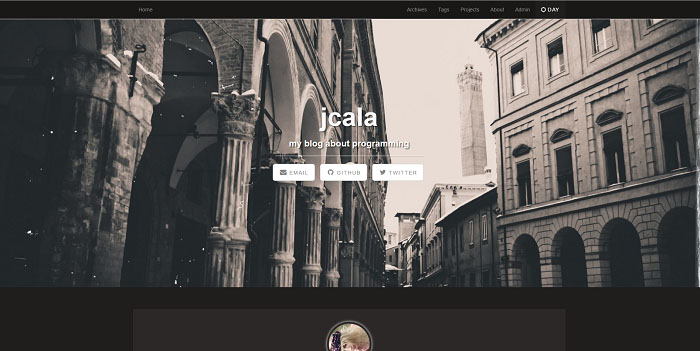 Home Archives Tags Projects About Admin DAY
jcala
my blog about programming
EMAIL GITHUB TWITTER